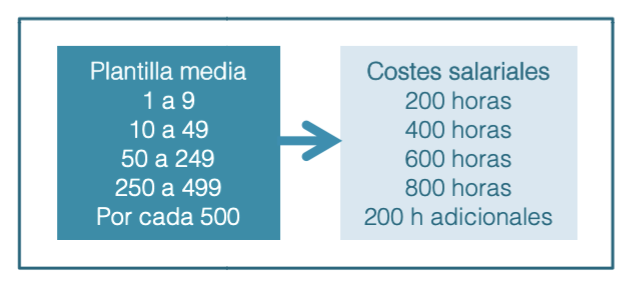 Plantilla media
1 a 9
10 a 49
50 a 249
250 a 499
Por cada 500
Costes salariales
200 horas
400 horas
600 horas
800 horas
200 h adicionales